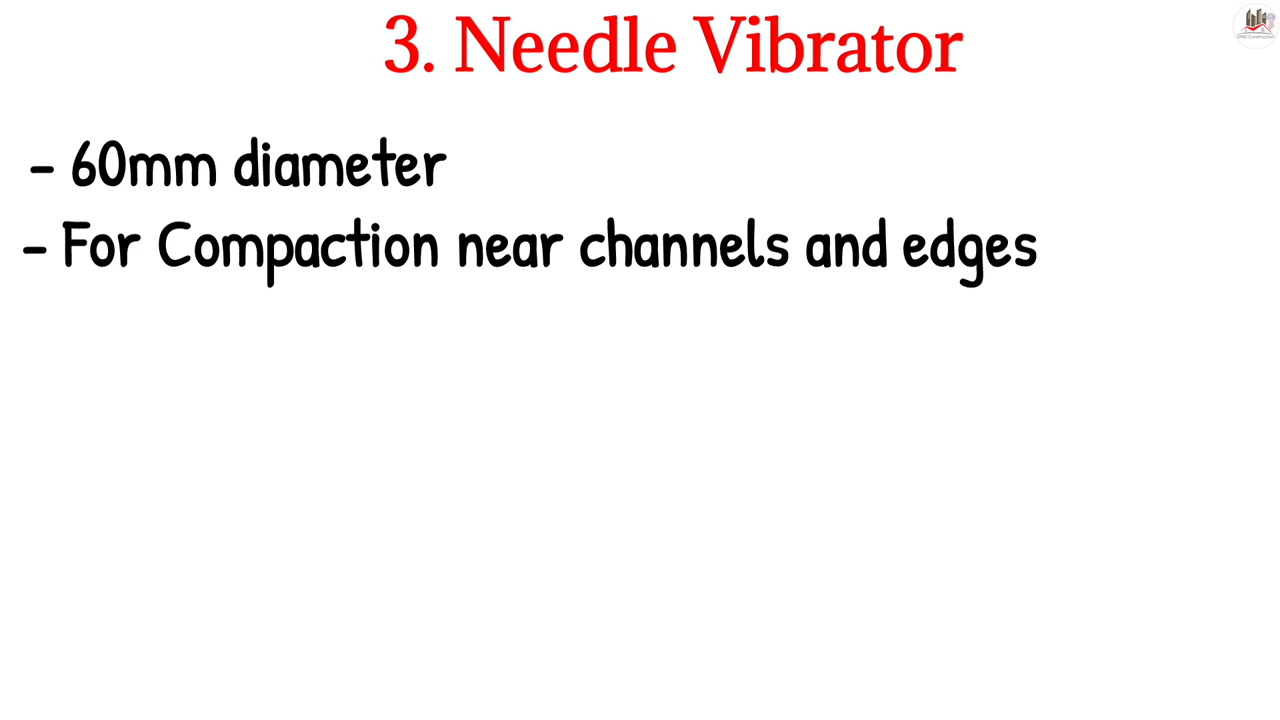 3. Needle Vibrator
- 60mm diameter
- For Compaction near channels and edges